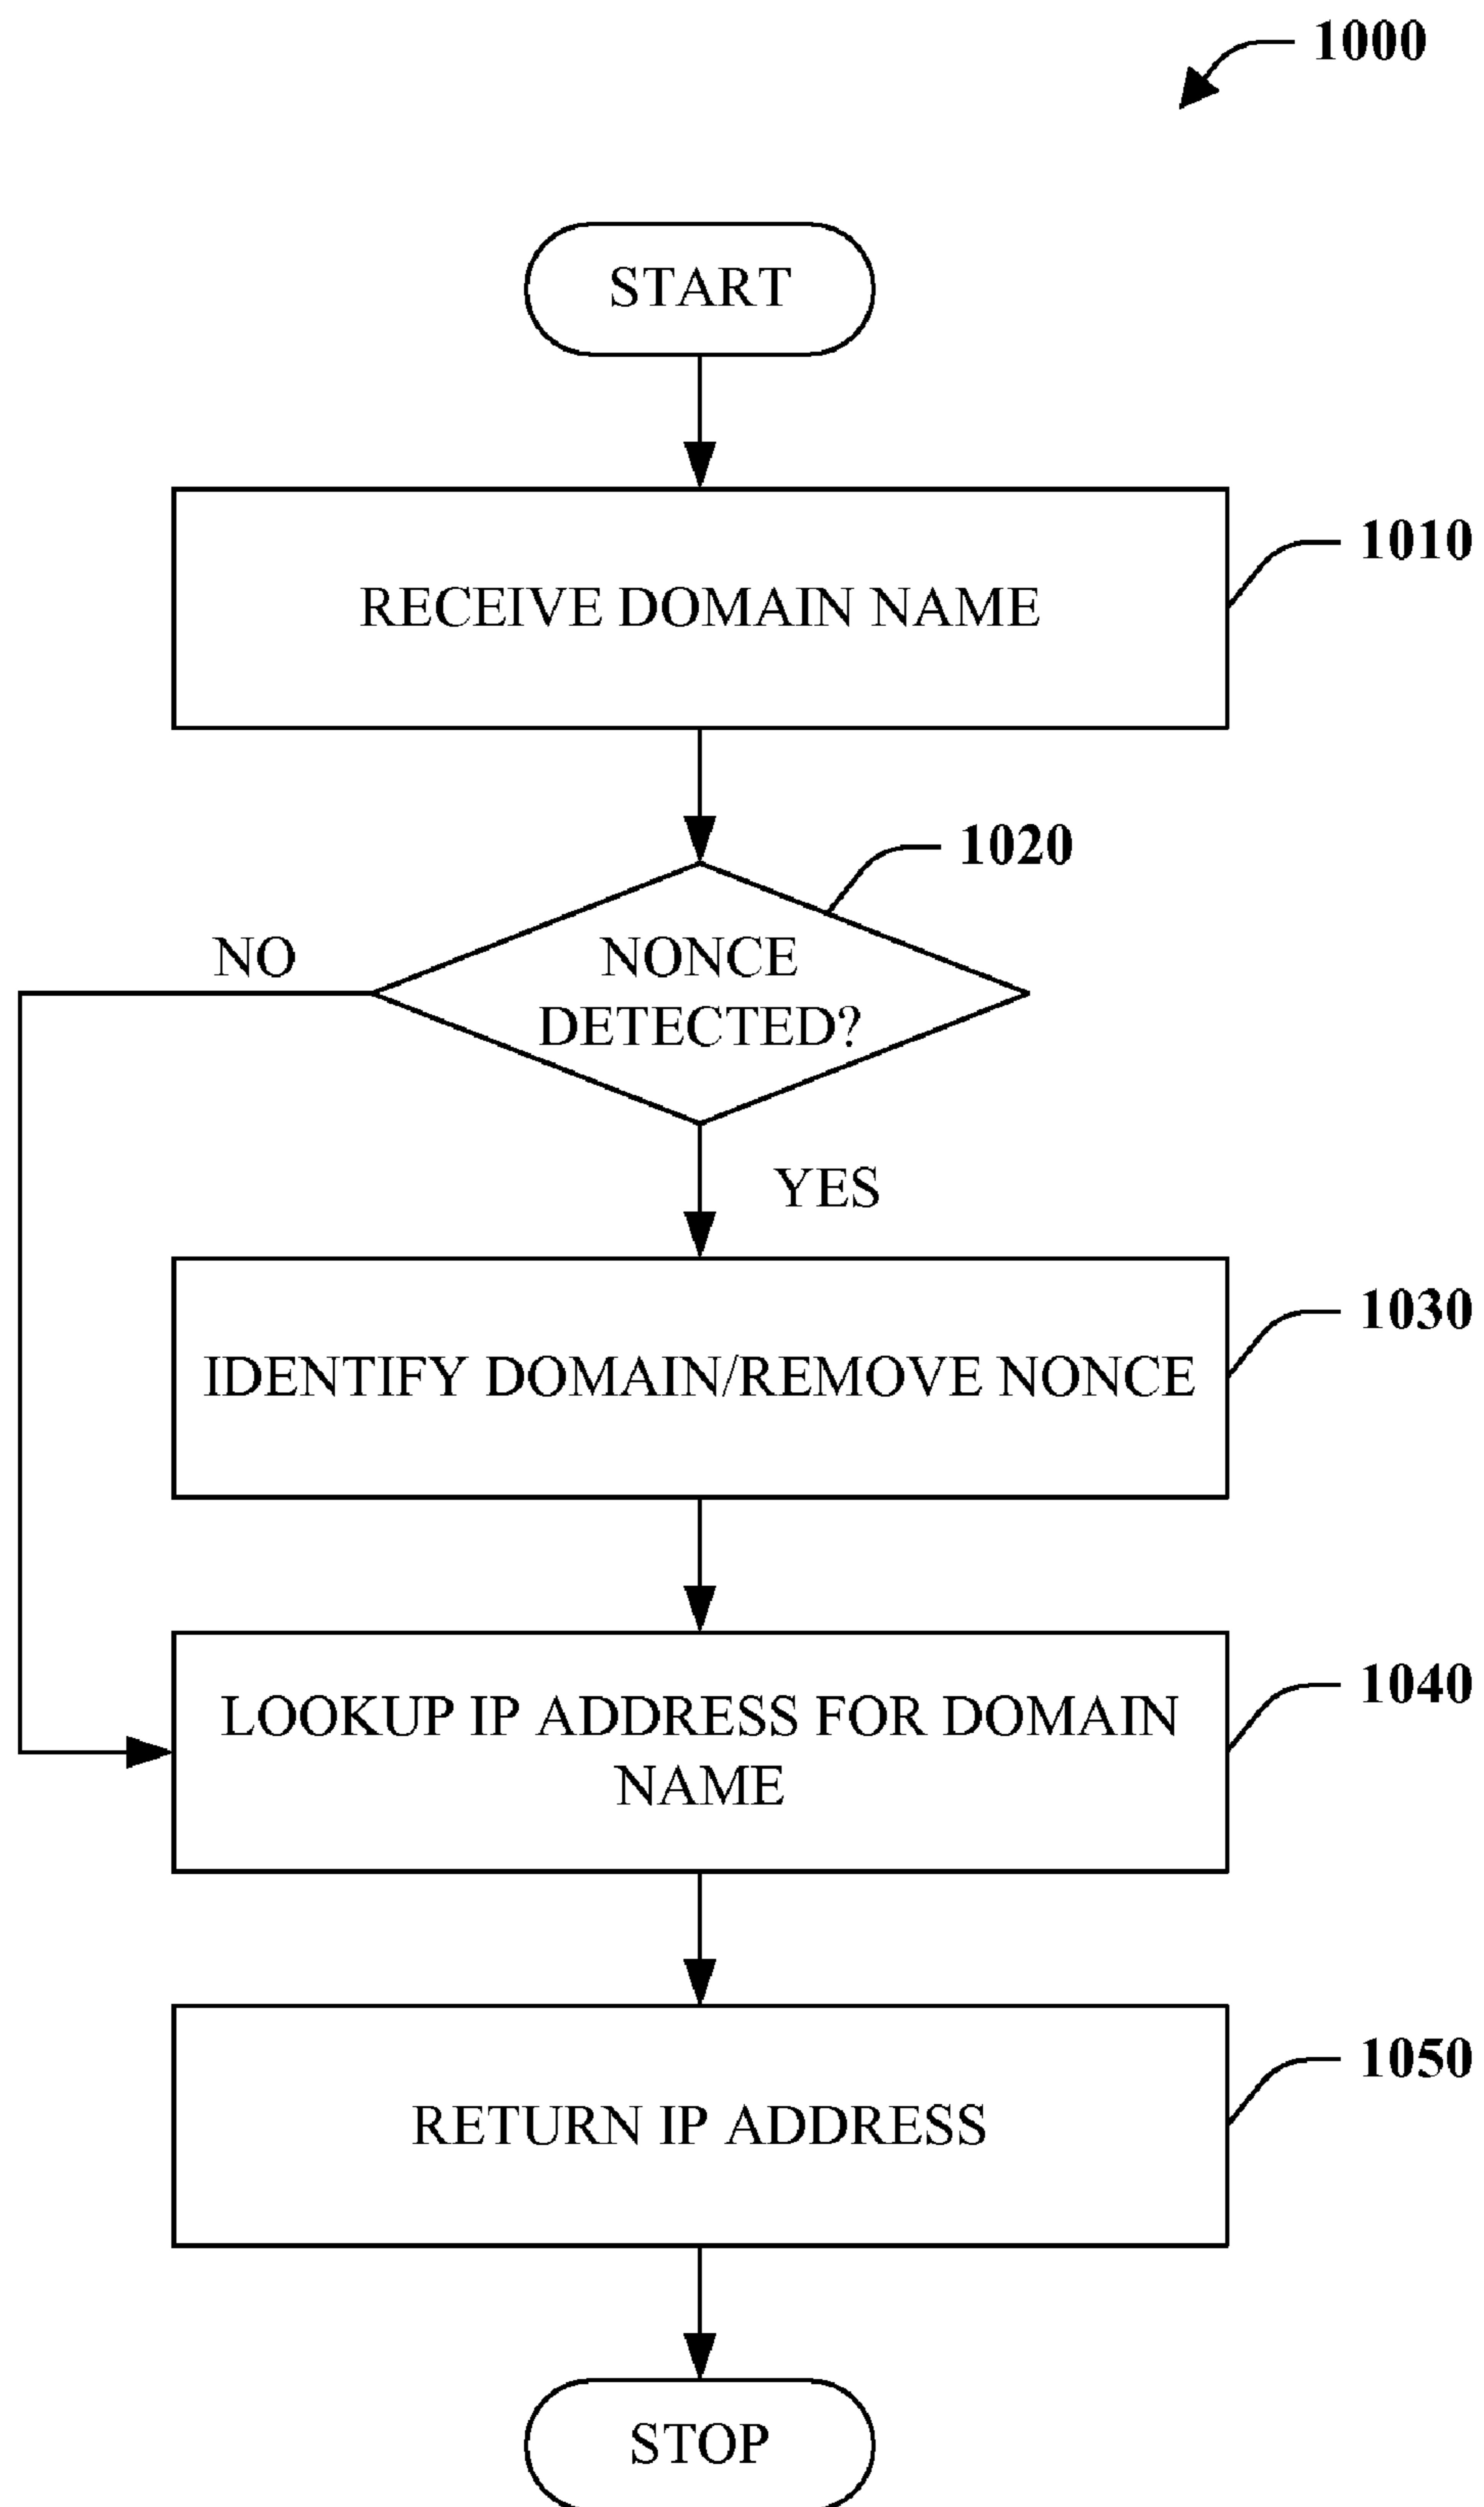 1000
START
RECEIVE DOMAIN NAME
1010
1020
NO
NONCE
DETECTED?
YES
IDENTIFY DOMAIN/REMOVE NONCE
1030
LOOKUP IP ADDRESS FOR DOMAIN
NAME
1040
RETURN IP ADDRESS
1050
STOP